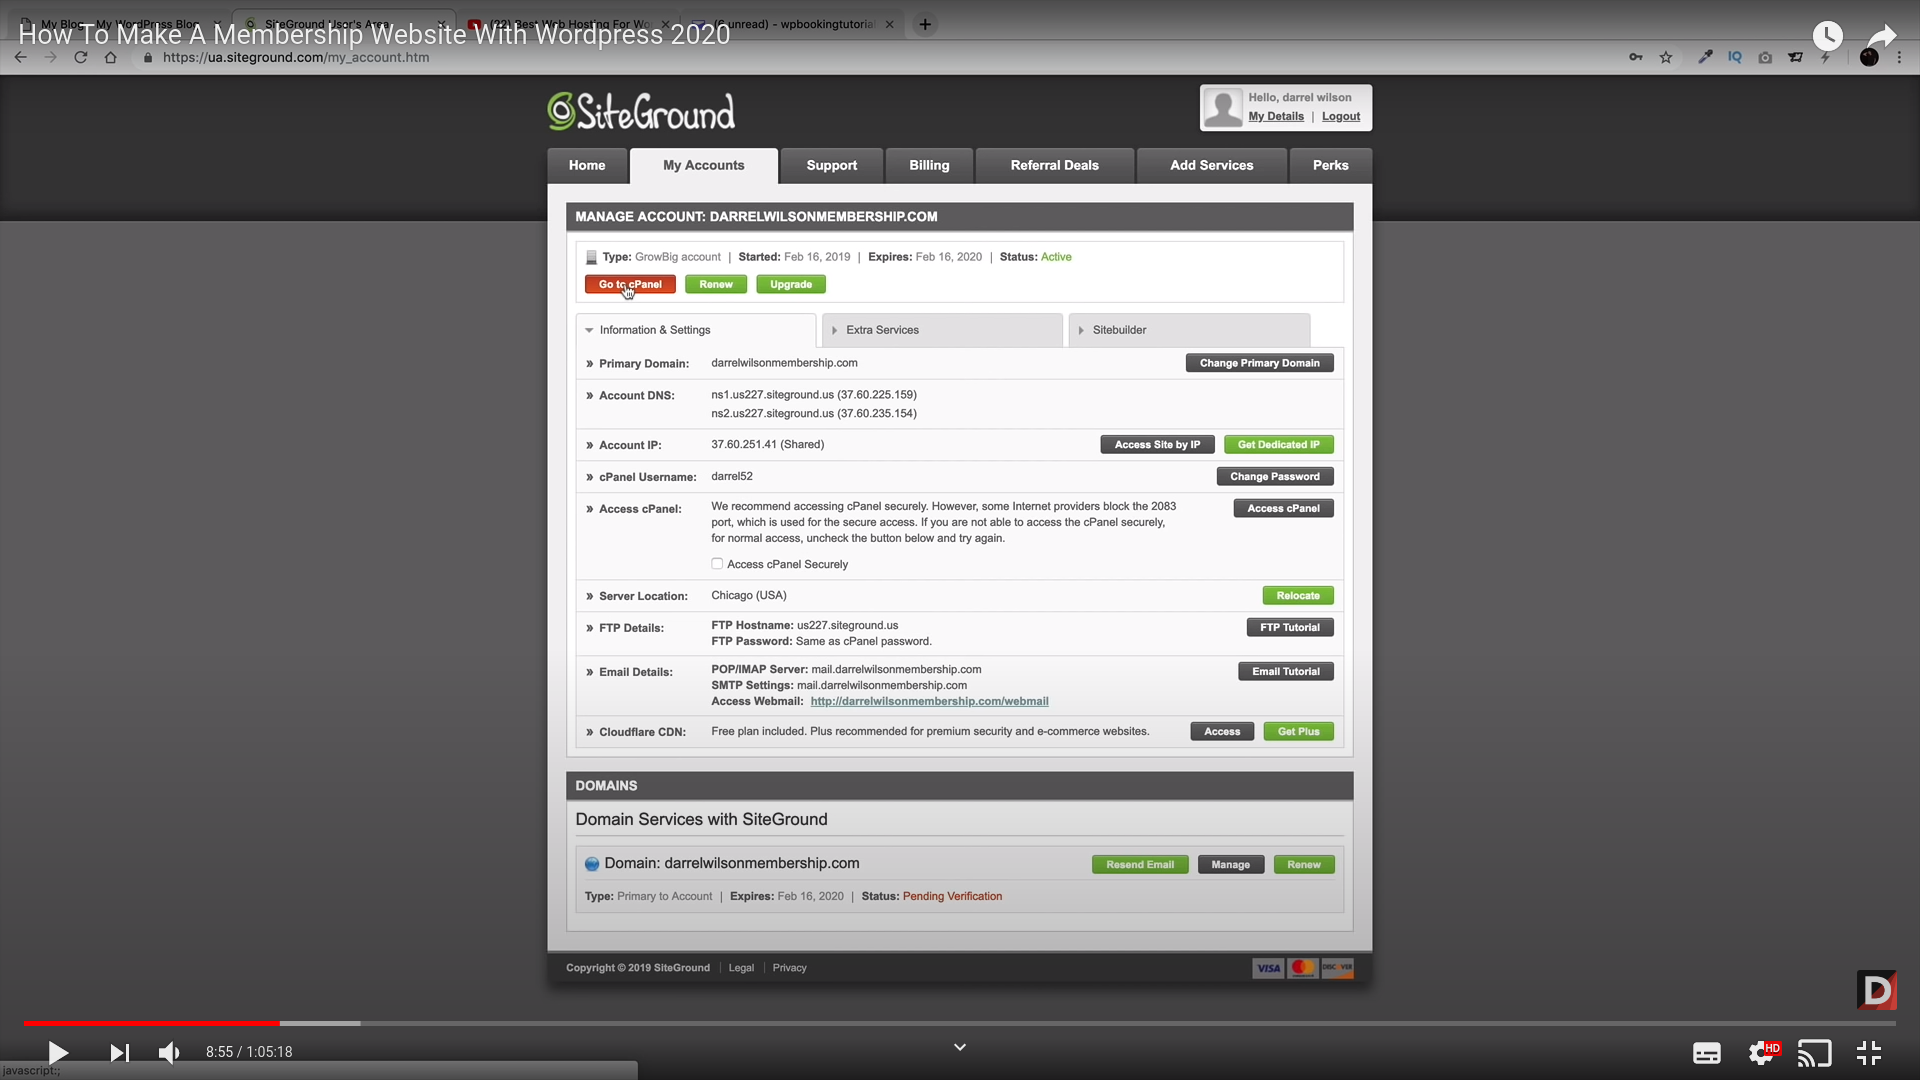 My Blog – My WordPress Blog
SiteGround User's Area
(22) Best Web Hosting For Wo
(6 unread) - wpbookingtutorial
How To Make A Membership Website With Wordpress 2020
https://ua.siteground.com/my_account.htm
IQ
SiteGround
Hello, darrel wilson
My Details | Logout
Home
My Accounts
Support
Billing
Referral Deals
Add Services
Perks
MANAGE ACCOUNT: DARRELWILSONMEMBERSHIP.COM
Type: GrowBig account | Started: Feb 16, 2019 | Expires: Feb 16, 2020 | Status: Active
Go to cPanel
Renew
Upgrade
Information & Settings
Extra Services
Sitebuilder
» Primary Domain: darrelwilsonmembership.com
Change Primary Domain
» Account DNS: ns1.us227.siteground.us (37.60.225.159)
ns2.us227.siteground.us (37.60.235.154)
» Account IP: 37.60.251.41 (Shared)
Access Site by IP
Get Dedicated IP
» cPanel Username: darrel52
Change Password
» Access cPanel: We recommend accessing cPanel securely. However, some Internet providers block the 2083
port, which is used for the secure access. If you are not able to access the cPanel securely,
for normal access, uncheck the button below and try again.
Access cPanel
Access cPanel Securely
» Server Location: Chicago (USA)
Relocate
» FTP Details: FTP Hostname: us227.siteground.us
FTP Password: Same as cPanel password.
FTP Tutorial
» Email Details: POP/IMAP Server: mail.darrelwilsonmembership.com
SMTP Settings: mail.darrelwilsonmembership.com
Access Webmail: http://darrelwilsonmembership.com/webmail
Email Tutorial
» Cloudflare CDN: Free plan included. Plus recommended for premium security and e-commerce websites.
Access
Get Plus
DOMAINS
Domain Services with SiteGround
Domain: darrelwilsonmembership.com
Resend Email
Manage
Renew
Type: Primary to Account | Expires: Feb 16, 2020 | Status: Pending Verification
Copyright © 2019 SiteGround | Legal | Privacy
VISA
DISCOVER
D
8:55 / 1:05:18
HD
javascript:;